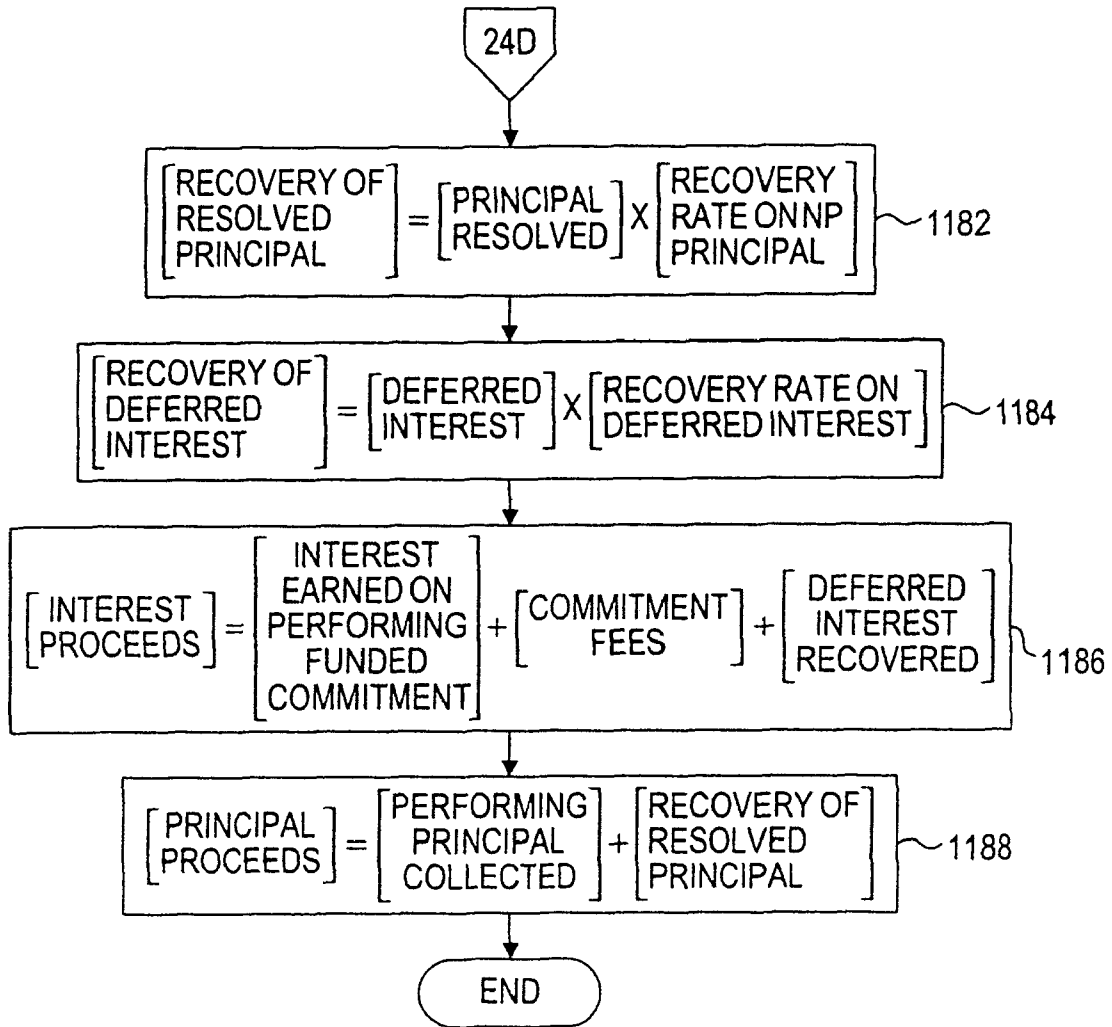 24D
[RECOVERY OF RESOLVED PRINCIPAL] = [PRINCIPAL RESOLVED] X [RECOVERY RATE ON NP PRINCIPAL]
1182
[RECOVERY OF DEFERRED INTEREST] = [DEFERRED INTEREST] X [RECOVERY RATE ON DEFERRED INTEREST]
1184
[INTEREST PROCEEDS] = [INTEREST EARNED ON PERFORMING FUNDED COMMITMENT] + [COMMITMENT FEES] + [DEFERRED INTEREST RECOVERED]
1186
[PRINCIPAL PROCEEDS] = [PERFORMING PRINCIPAL COLLECTED] + [RECOVERY OF RESOLVED PRINCIPAL]
1188
END